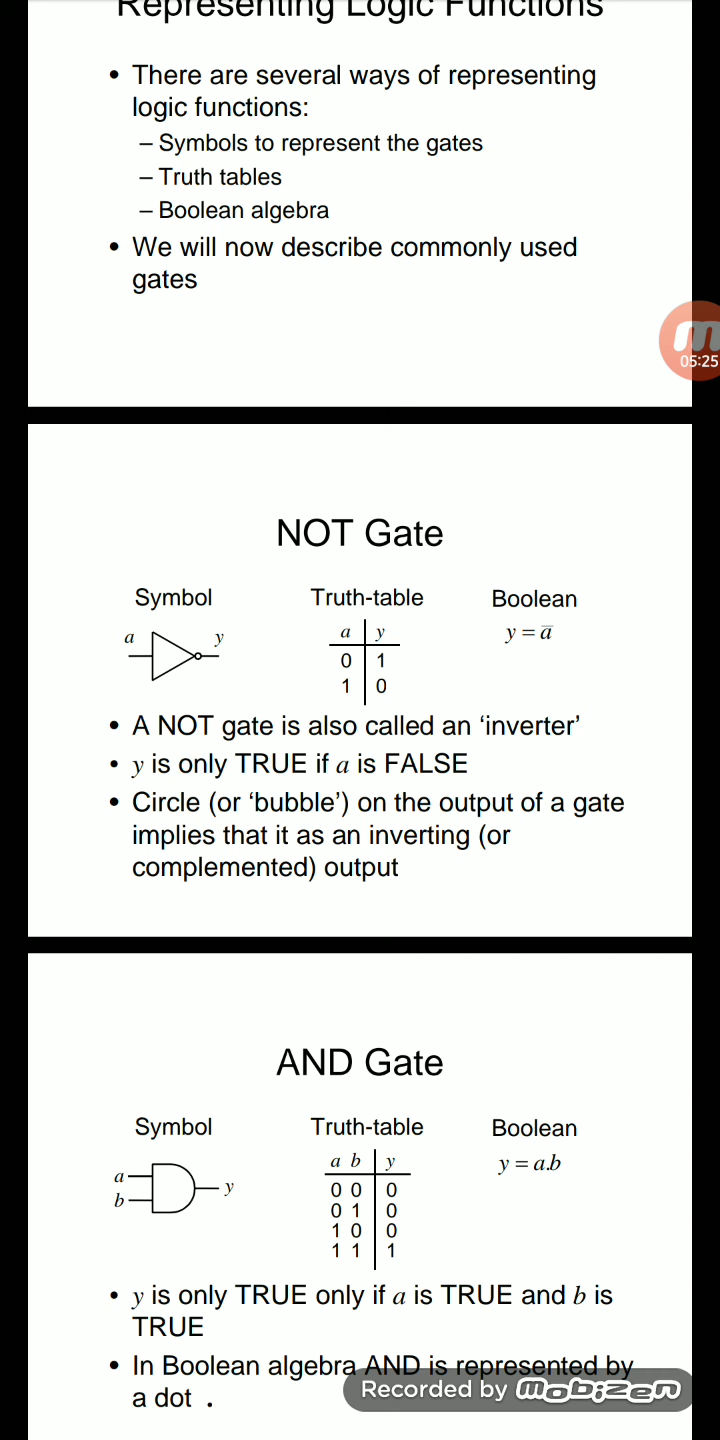 Representing Logic Functions
• There are several ways of representing
logic functions:
– Symbols to represent the gates
– Truth tables
– Boolean algebra
• We will now describe commonly used
gates
05:25
NOT Gate
Symbol Truth-table Boolean
a y a y y = a̅
0 1
1 0
• A NOT gate is also called an ‘inverter’
• y is only TRUE if a is FALSE
• Circle (or ‘bubble’) on the output of a gate
implies that it as an inverting (or
complemented) output
AND Gate
Symbol Truth-table Boolean
a b y a b y y = a.b
0 0 0
0 1 0
1 0 0
1 1 1
• y is only TRUE only if a is TRUE and b is
TRUE
• In Boolean algebra AND is represented by
a dot .
Recorded by mobizen